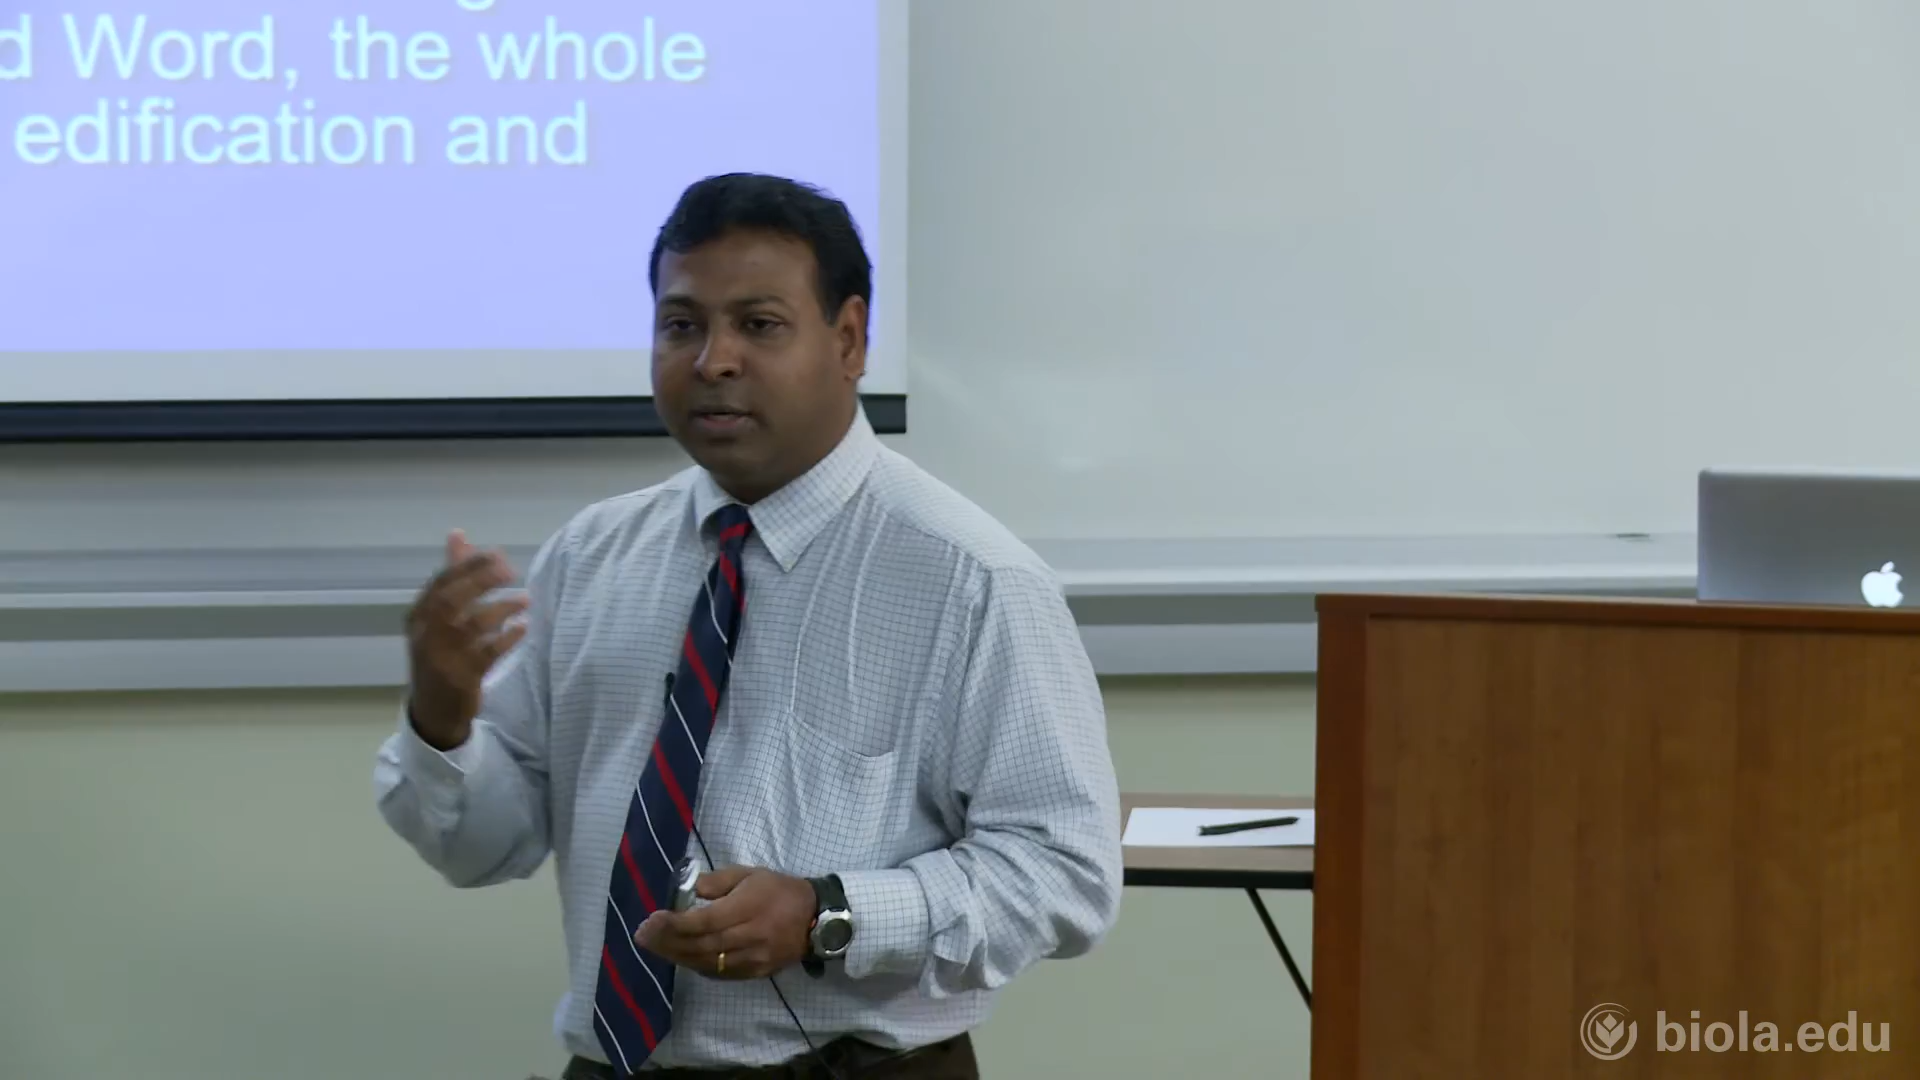 Word, the whole
edification and
biola.edu